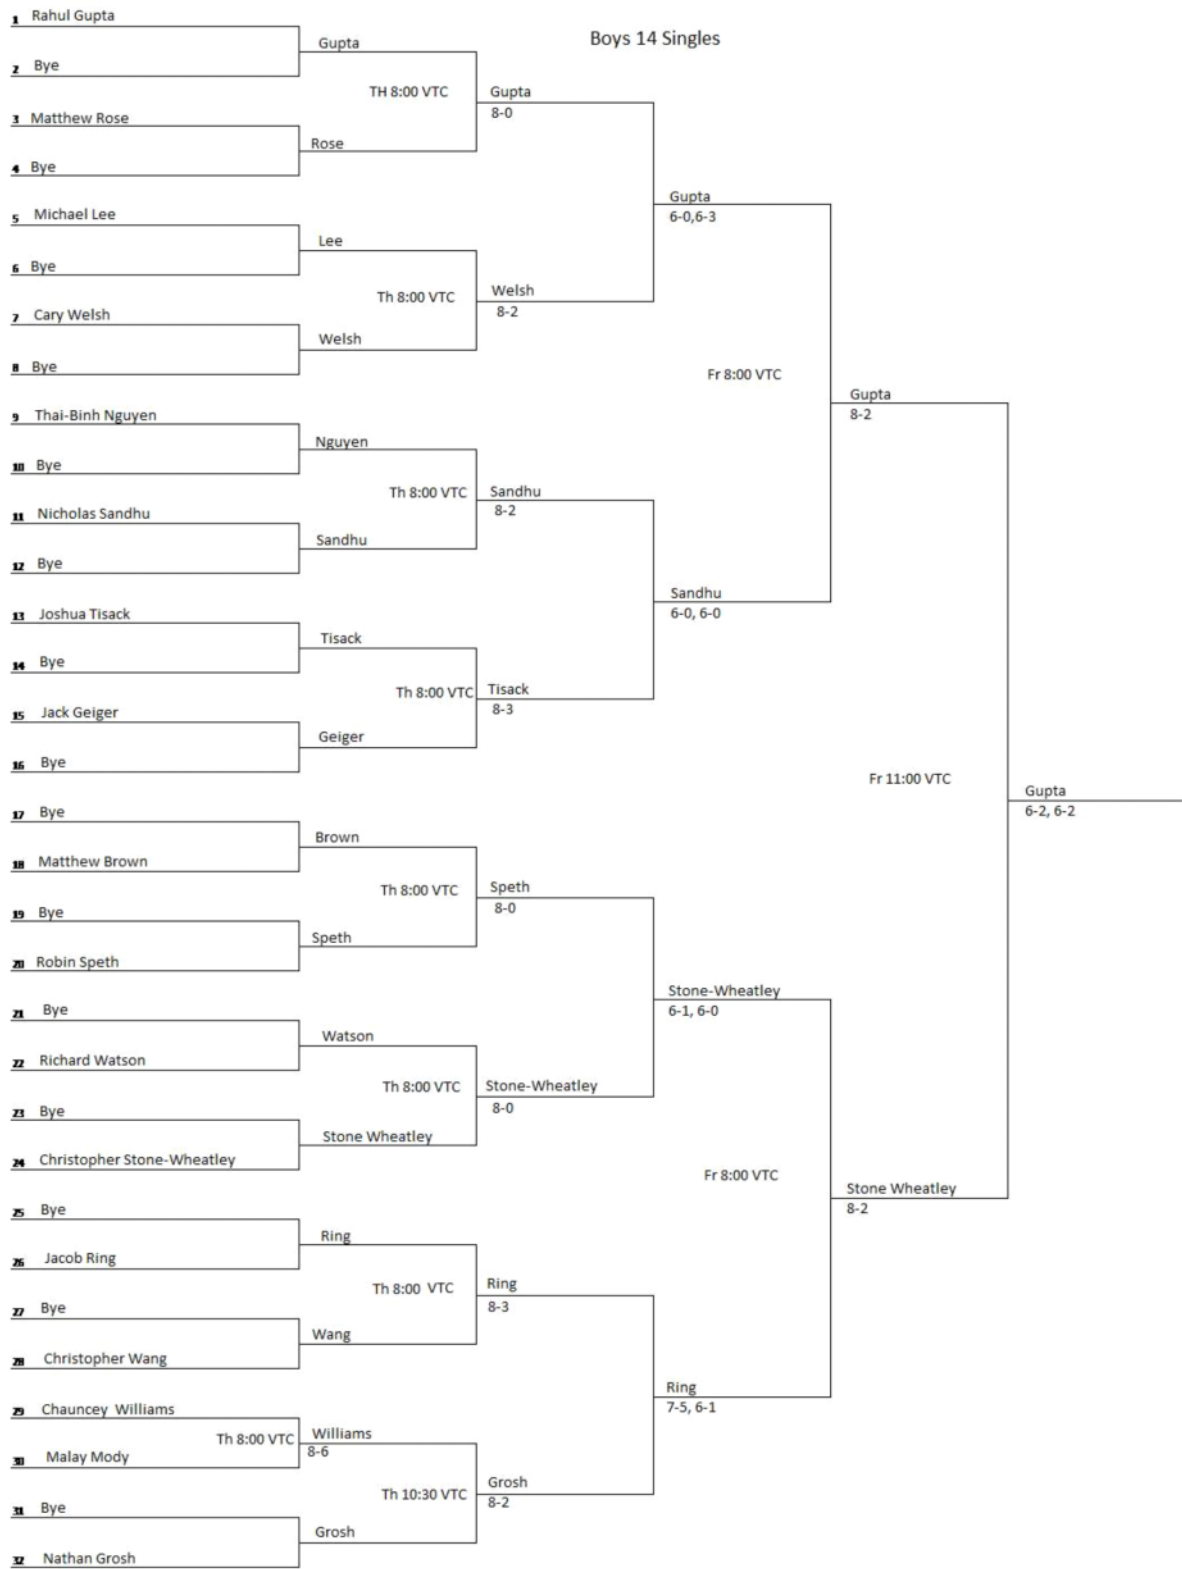 1 Rahul Gupta
Boys 14 Singles
Gupta
2 Bye
TH 8:00 VTC
Gupta
8-0
3 Matthew Rose
Rose
4 Bye
Gupta
6-0,6-3
5 Michael Lee
Lee
6 Bye
Th 8:00 VTC
Welsh
8-2
7 Cary Welsh
Welsh
8 Bye
Fr 8:00 VTC
Gupta
8-2
9 Thai-Binh Nguyen
Nguyen
10 Bye
Th 8:00 VTC
Sandhu
8-2
11 Nicholas Sandhu
Sandhu
12 Bye
Sandhu
6-0, 6-0
13 Joshua Tisack
Tisack
14 Bye
Th 8:00 VTC
Tisack
8-3
15 Jack Geiger
Geiger
16 Bye
Fr 11:00 VTC
Gupta
6-2, 6-2
17 Bye
Brown
18 Matthew Brown
Th 8:00 VTC
Speth
8-0
19 Bye
Speth
20 Robin Speth
Stone-Wheatley
6-1, 6-0
21 Bye
Watson
22 Richard Watson
Th 8:00 VTC
Stone-Wheatley
8-0
23 Bye
Stone Wheatley
24 Christopher Stone-Wheatley
Fr 8:00 VTC
Stone Wheatley
8-2
25 Bye
Ring
26 Jacob Ring
Th 8:00 VTC
Ring
8-3
27 Bye
Wang
28 Christopher Wang
Ring
7-5, 6-1
29 Chauncey Williams
Th 8:00 VTC
Williams
8-6
30 Malay Mody
Th 10:30 VTC
Grosh
8-2
31 Bye
Grosh
32 Nathan Grosh